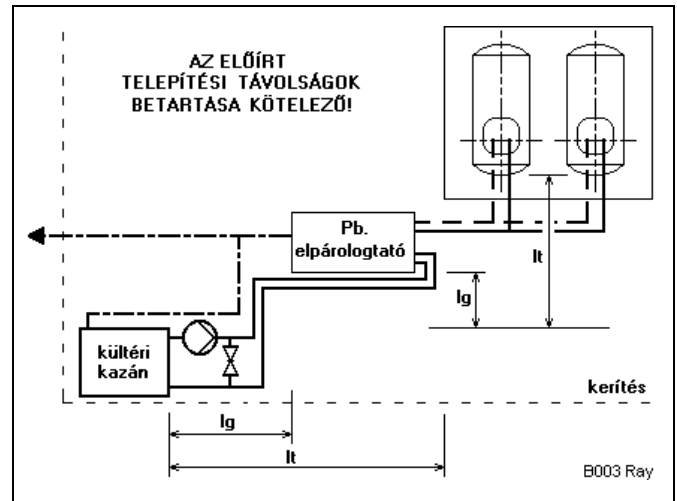 AZ ELŐÍRT
TELEPÍTÉSI TÁVOLSÁGOK
BETARTÁSA KÖTELEZŐ!
Pb.
elpárologtató
lt
lg
kültéri
kazán
kerítés
lg
lt
B003 Ray